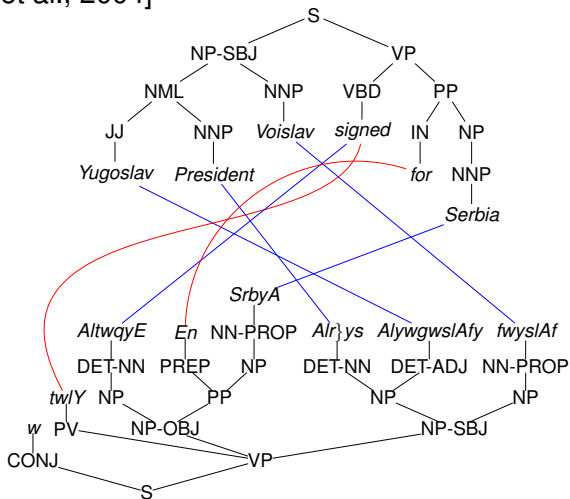 et al., 2004]
S
NP-SBJ VP
NML NNP VBD PP
JJ NNP Voislav signed IN NP
Yugoslav President for NNP
Serbia
SrbyA
AltwqyE En NN-PROP Alr}ys AlywgwslAfy fwyslAf
DET-NN PREP NP DET-NN DET-ADJ NN-PROP
twlY NP PP NP NP
w PV NP-OBJ NP-SBJ
CONJ VP
S